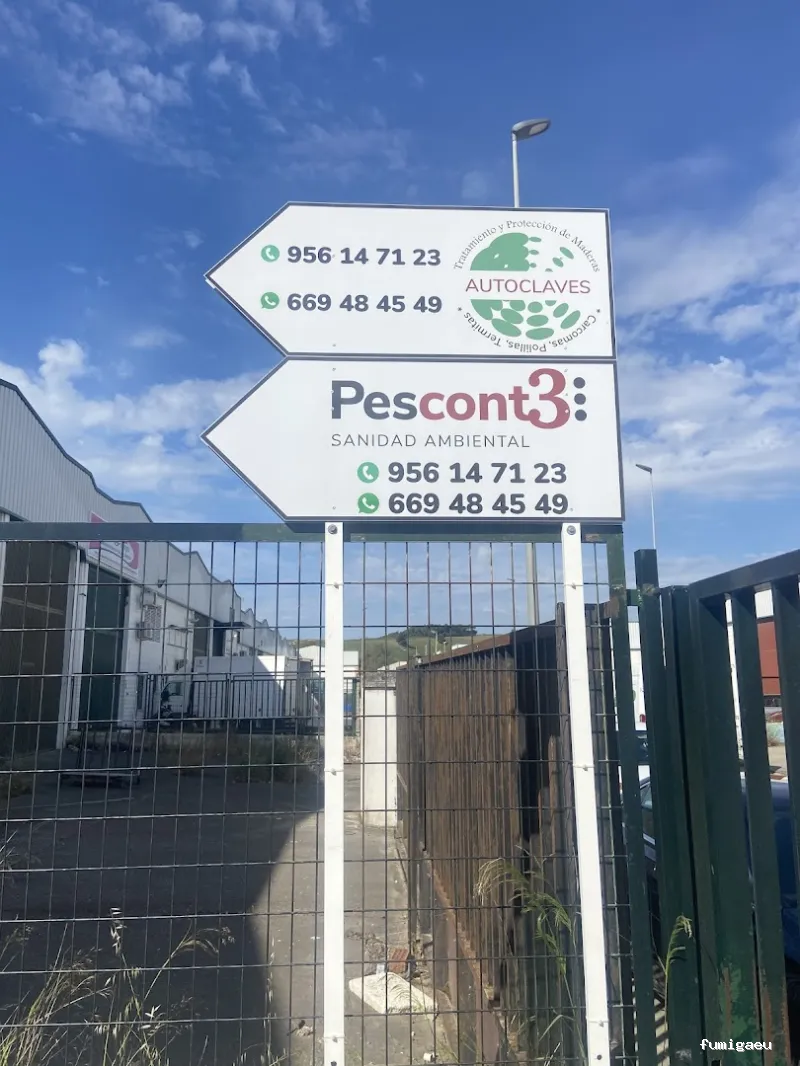 956 14 71 23
669 48 45 49
Tratamiento y Protección de Maderas
AUTOCLAVES
* Carcomas, Polillas, Termitas *
Pescont3
SANIDAD AMBIENTAL
956 14 71 23
669 48 45 49
fumigaeu